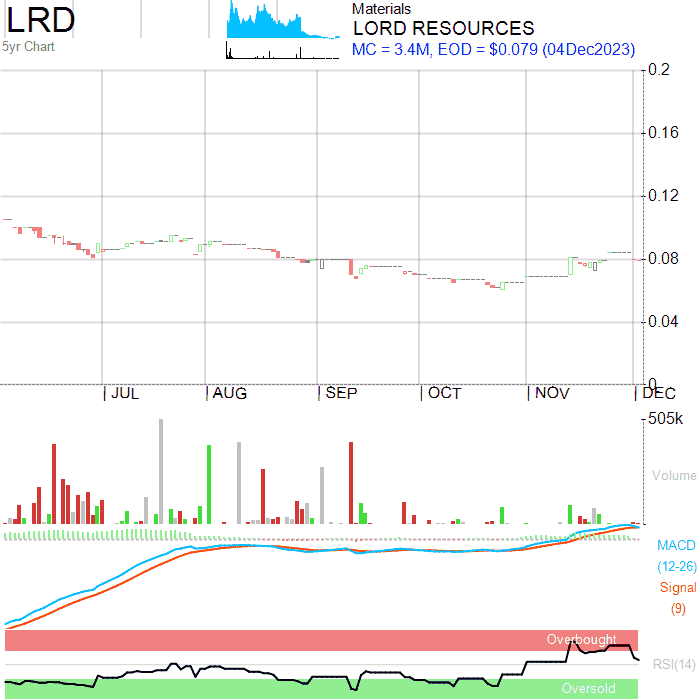 LRD
5yr Chart
Materials
LORD RESOURCES
MC = 3.4M, EOD = $0.079 (04Dec2023)
0.2
0.16
0.12
0.08
0.04
0
JUL AUG SEP OCT NOV DEC
505k
Volume
MACD
(12-26)
Signal
(9)
Overbought
RSI(14)
Oversold